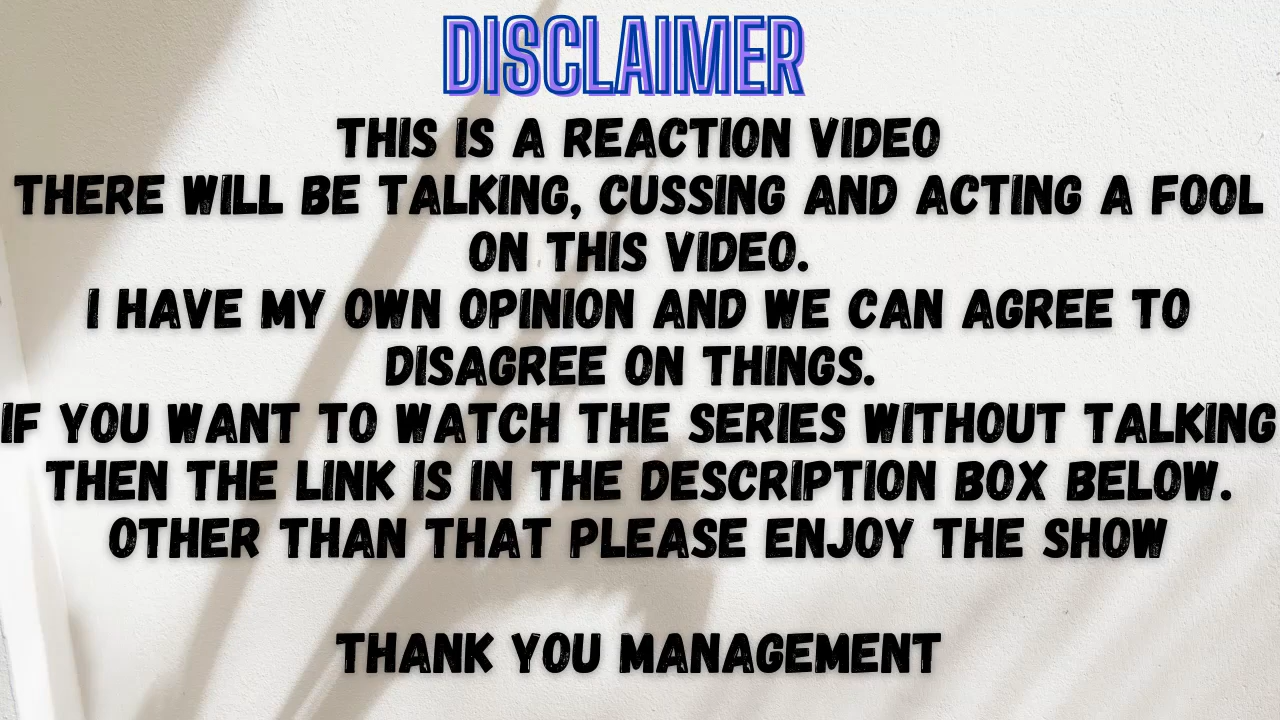 DISCLAIMER
THIS IS A REACTION VIDEO
THERE WILL BE TALKING, CUSSING AND ACTING A FOOL
ON THIS VIDEO.
I HAVE MY OWN OPINION AND WE CAN AGREE TO
DISAGREE ON THINGS.
IF YOU WANT TO WATCH THE SERIES WITHOUT TALKING
THEN THE LINK IS IN THE DESCRIPTION BOX BELOW.
OTHER THAN THAT PLEASE ENJOY THE SHOW
THANK YOU MANAGEMENT